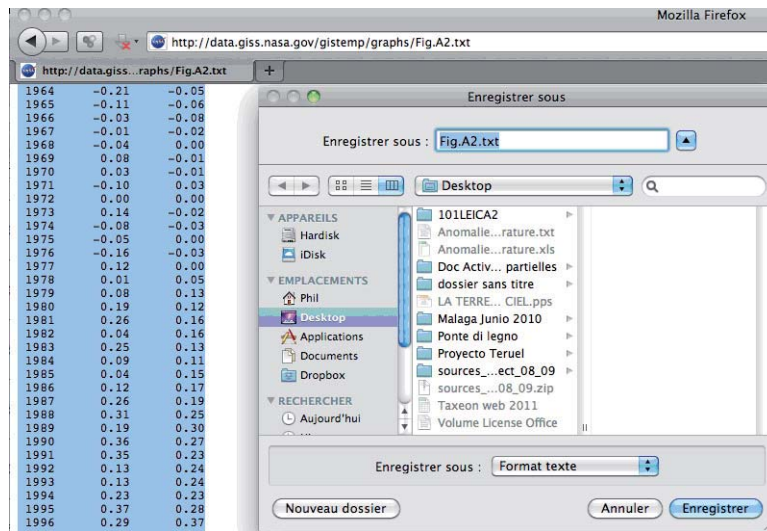 Mozilla Firefox
http://data.giss.nasa.gov/gistemp/graphs/Fig.A2.txt
http://data.giss...raphs/Fig.A2.txt
+
1964 -0.21 -0.05
1965 -0.11 -0.06
1966 -0.03 -0.08
1967 -0.01 -0.02
1968 -0.04 0.00
1969 0.08 -0.01
1970 0.03 -0.01
1971 -0.10 0.03
1972 0.00 0.00
1973 0.14 -0.02
1974 -0.08 -0.03
1975 -0.05 0.00
1976 -0.16 -0.03
1977 0.12 0.00
1978 0.01 0.05
1979 0.08 0.13
1980 0.19 0.12
1981 0.26 0.16
1982 0.04 0.16
1983 0.25 0.13
1984 0.09 0.11
1985 0.04 0.15
1986 0.12 0.17
1987 0.26 0.19
1988 0.31 0.25
1989 0.19 0.30
1990 0.36 0.27
1991 0.35 0.23
1992 0.13 0.24
1993 0.13 0.24
1994 0.23 0.23
1995 0.37 0.28
1996 0.29 0.37
Enregistrer sous
Enregistrer sous : Fig.A2.txt
Desktop
APPAREILS
Hardisk
iDisk
EMPLACEMENTS
Phil
Desktop
Applications
Documents
Dropbox
RECHERCHER
Aujourd'hui
101LEICA2
Anomalie...rature.txt
Anomalie...rature.xls
Doc Activ... partielles
dossier sans titre
LA TERRE... CIEL.pps
Malaga Junio 2010
Ponte di legno
Proyecto Teruel
sources_...ect_08_09
sources_...08_09.zip
Taxeon web 2011
Volume License Office
Enregistrer sous : Format texte
Nouveau dossier
Annuler
Enregistrer